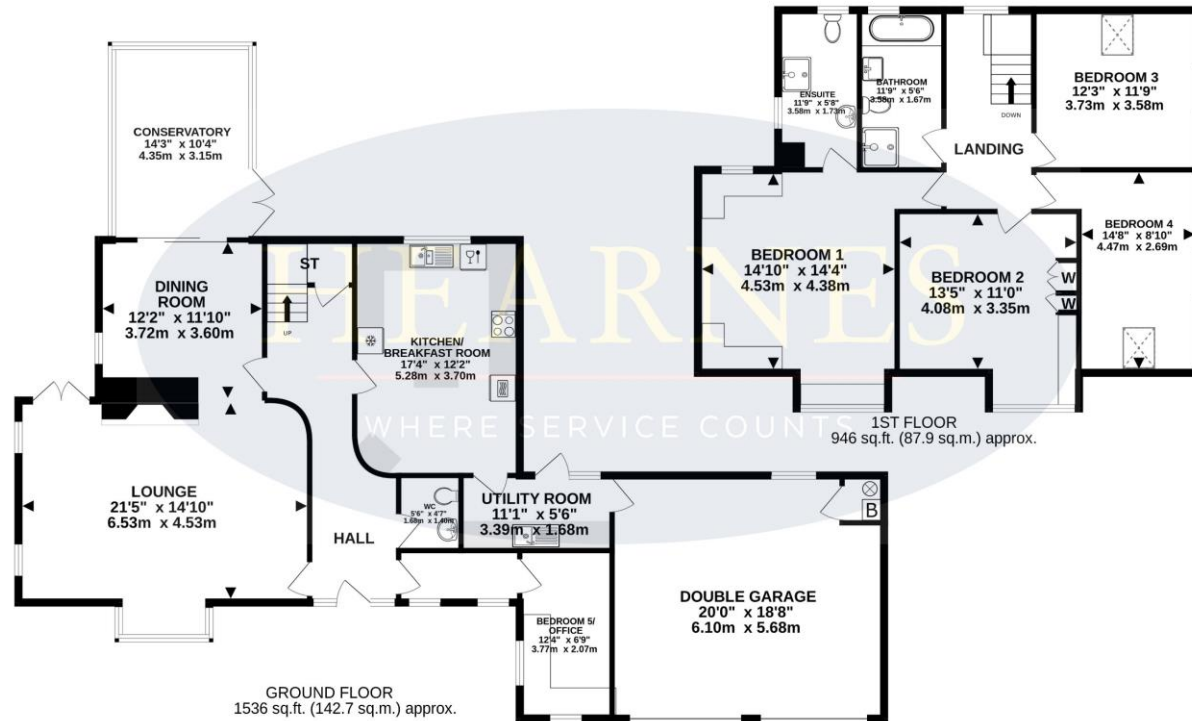 CONSERVATORY
14'3" x 10'4"
4.35m x 3.15m
DINING
ROOM
12'2" x 11'10"
3.72m x 3.60m
ST
UP
KITCHEN/
BREAKFAST ROOM
17'4" x 12'2"
5.28m x 3.70m
LOUNGE
21'5" x 14'10"
6.53m x 4.53m
HALL
WC
5'6" x 4'7"
1.68m x 1.40m
UTILITY ROOM
11'1" x 5'6"
3.39m x 1.68m
BEDROOM 5/
OFFICE
12'4" x 6'9"
3.77m x 2.07m
DOUBLE GARAGE
20'0" x 18'8"
6.10m x 5.68m
B
GROUND FLOOR
1536 sq.ft. (142.7 sq.m.) approx.
ENSUITE
11'9" x 5'8"
3.58m x 1.73m
BATHROOM
11'9" x 5'6"
3.58m x 1.67m
DOWN
LANDING
BEDROOM 3
12'3" x 11'9"
3.73m x 3.58m
BEDROOM 1
14'10" x 14'4"
4.53m x 4.38m
BEDROOM 2
13'5" x 11'0"
4.08m x 3.35m
W
W
BEDROOM 4
14'8" x 8'10"
4.47m x 2.69m
1ST FLOOR
946 sq.ft. (87.9 sq.m.) approx.
HEARNES
WHERE SERVICE COUNTS